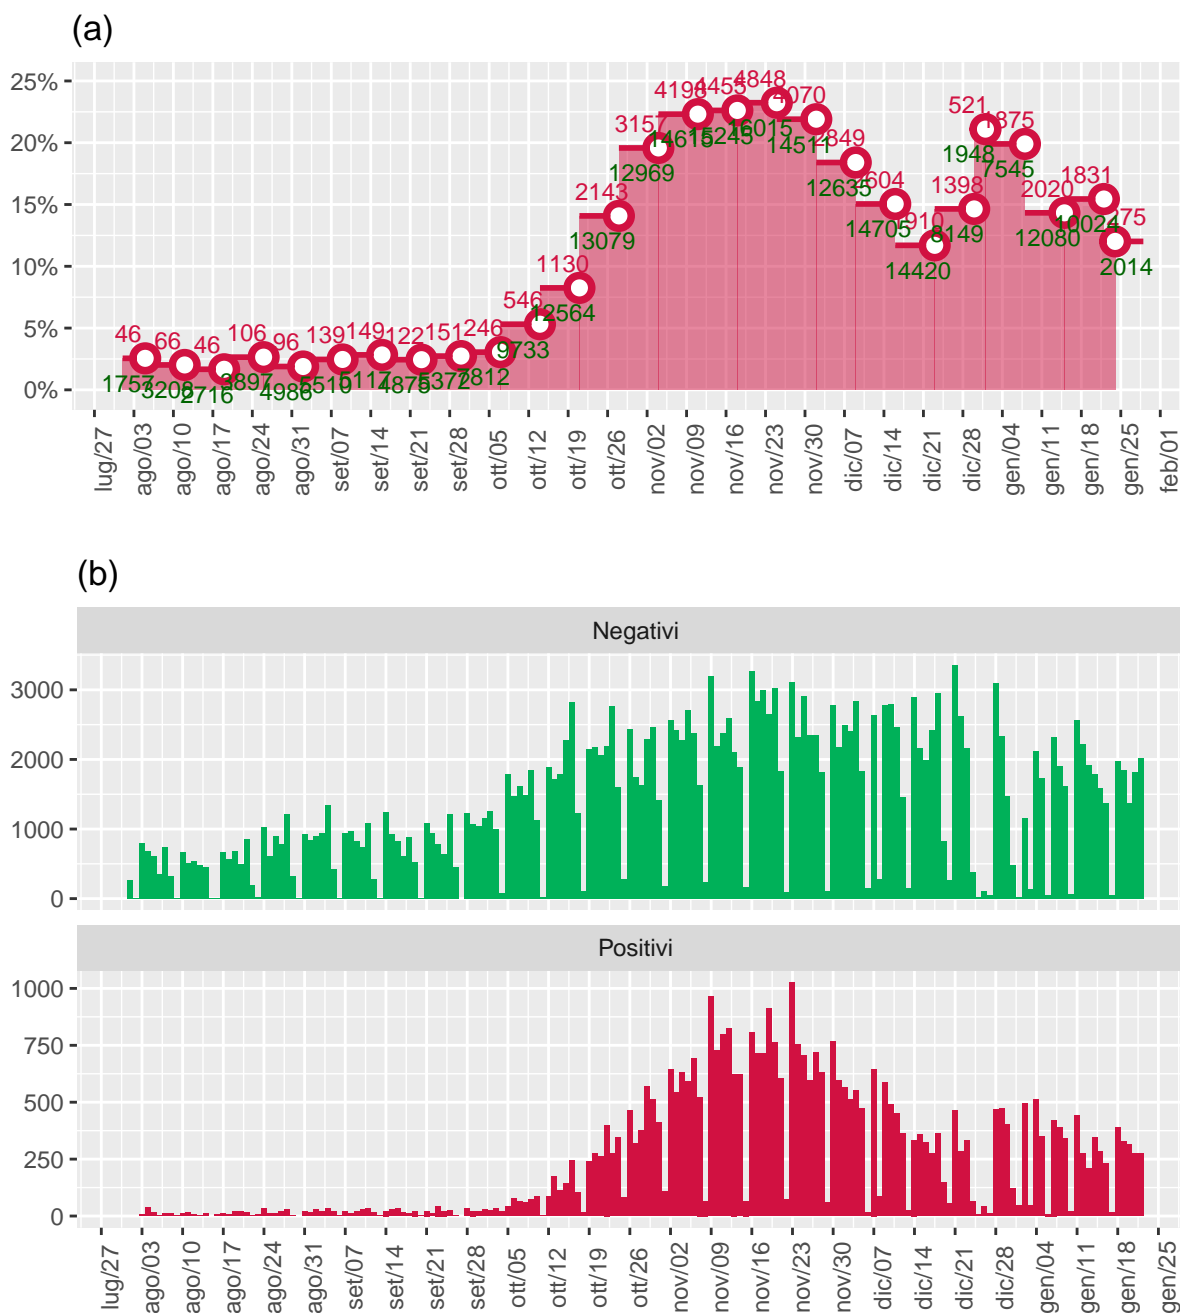 (a)
25%
20%
15%
10%
5%
0%
46 66 46 106 96 139 149 122 151 246 546 1130 2143 3157 4198 4455 4848 4070 2849 2604 1910 1398 521 1875 2020 1831 275
1757 3208 2716 3897 4986 5510 5117 4875 5372 7812 9733 12564 13079 12969 14615 15245 16015 14511 12635 14705 14420 8149 1948 7545 12080 10024 2014
lug/27 ago/03 ago/10 ago/17 ago/24 ago/31 set/07 set/14 set/21 set/28 ott/05 ott/12 ott/19 ott/26 nov/02 nov/09 nov/16 nov/23 nov/30 dic/07 dic/14 dic/21 dic/28 gen/04 gen/11 gen/18 gen/25 feb/01
(b)
Negativi
3000
2000
1000
0
Positivi
1000
750
500
250
0
lug/27 ago/03 ago/10 ago/17 ago/24 ago/31 set/07 set/14 set/21 set/28 ott/05 ott/12 ott/19 ott/26 nov/02 nov/09 nov/16 nov/23 nov/30 dic/07 dic/14 dic/21 dic/28 gen/04 gen/11 gen/18 gen/25